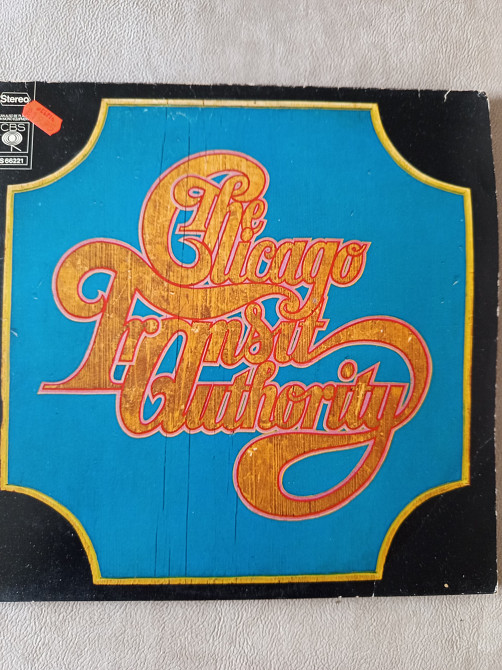 Stereo
CBS
S 66221
The
Chicago
Transit
Authority